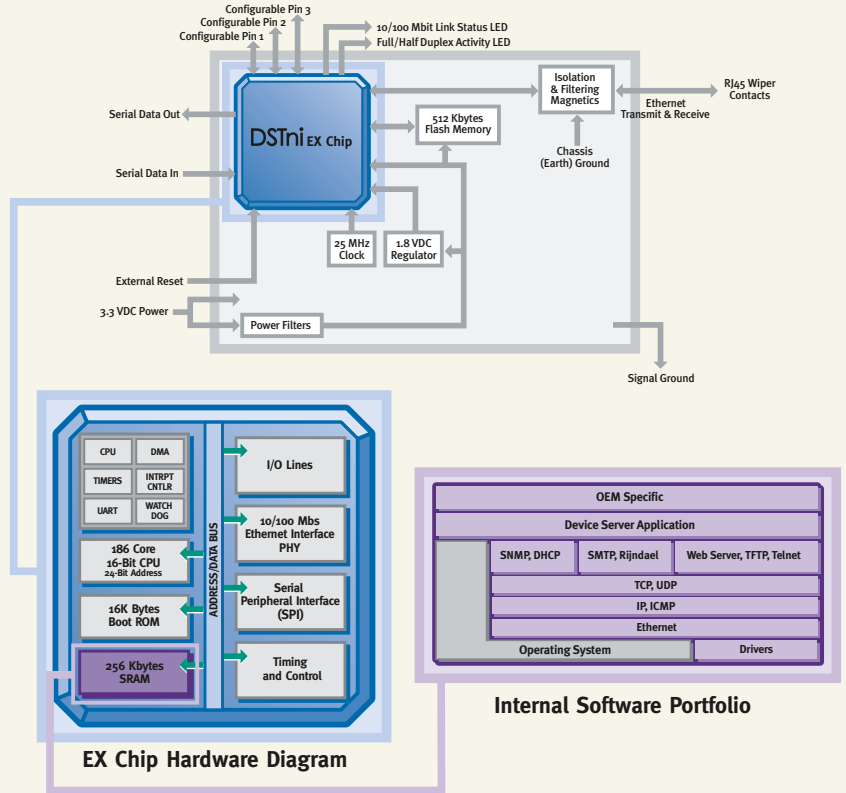 Configurable Pin 3
Configurable Pin 2
Configurable Pin 1
10/100 Mbit Link Status LED
Full/Half Duplex Activity LED
Serial Data Out
Serial Data In
External Reset
3.3 VDC Power
DSTni EX Chip
512 Kbytes
Flash Memory
Isolation
& Filtering
Magnetics
RJ45 Wiper
Contacts
Ethernet
Transmit & Receive
Chassis
(Earth) Ground
25 MHz
Clock
1.8 VDC
Regulator
Power Filters
Signal Ground
CPU
DMA
TIMERS
INTRPT
CNTLR
UART
WATCH
DOG
186 Core
16-Bit CPU
24-Bit Address
16K Bytes
Boot ROM
256 Kbytes
SRAM
ADDRESS/DATA BUS
I/O Lines
10/100 Mbs
Ethernet Interface
PHY
Serial
Peripheral Interface
(SPI)
Timing
and Control
EX Chip Hardware Diagram
OEM Specific
Device Server Application
SNMP, DHCP
SMTP, Rijndael
Web Server, TFTP, Telnet
TCP, UDP
IP, ICMP
Ethernet
Operating System
Drivers
Internal Software Portfolio